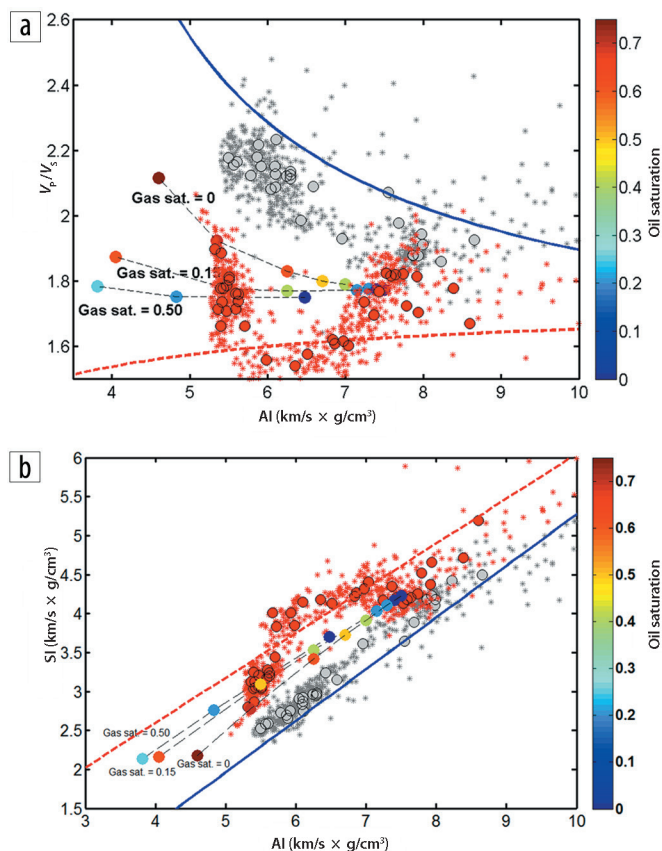 a
2.6
2.4
2.2
2
1.8
1.6
VP/VS
Gas sat. = 0
Gas sat. = 0.1
Gas sat. = 0.50
4 5 6 7 8 9 10
AI (km/s × g/cm³)
0.7
0.6
0.5
0.4
0.3
0.2
0.1
0
Oil saturation
b
6
5.5
5
4.5
4
3.5
3
2.5
2
1.5
SI (km/s × g/cm³)
Gas sat. = 0.50
Gas sat. = 0.15
Gas sat. = 0
3 4 5 6 7 8 9 10
AI (km/s × g/cm³)
0.7
0.6
0.5
0.4
0.3
0.2
0.1
0
Oil saturation